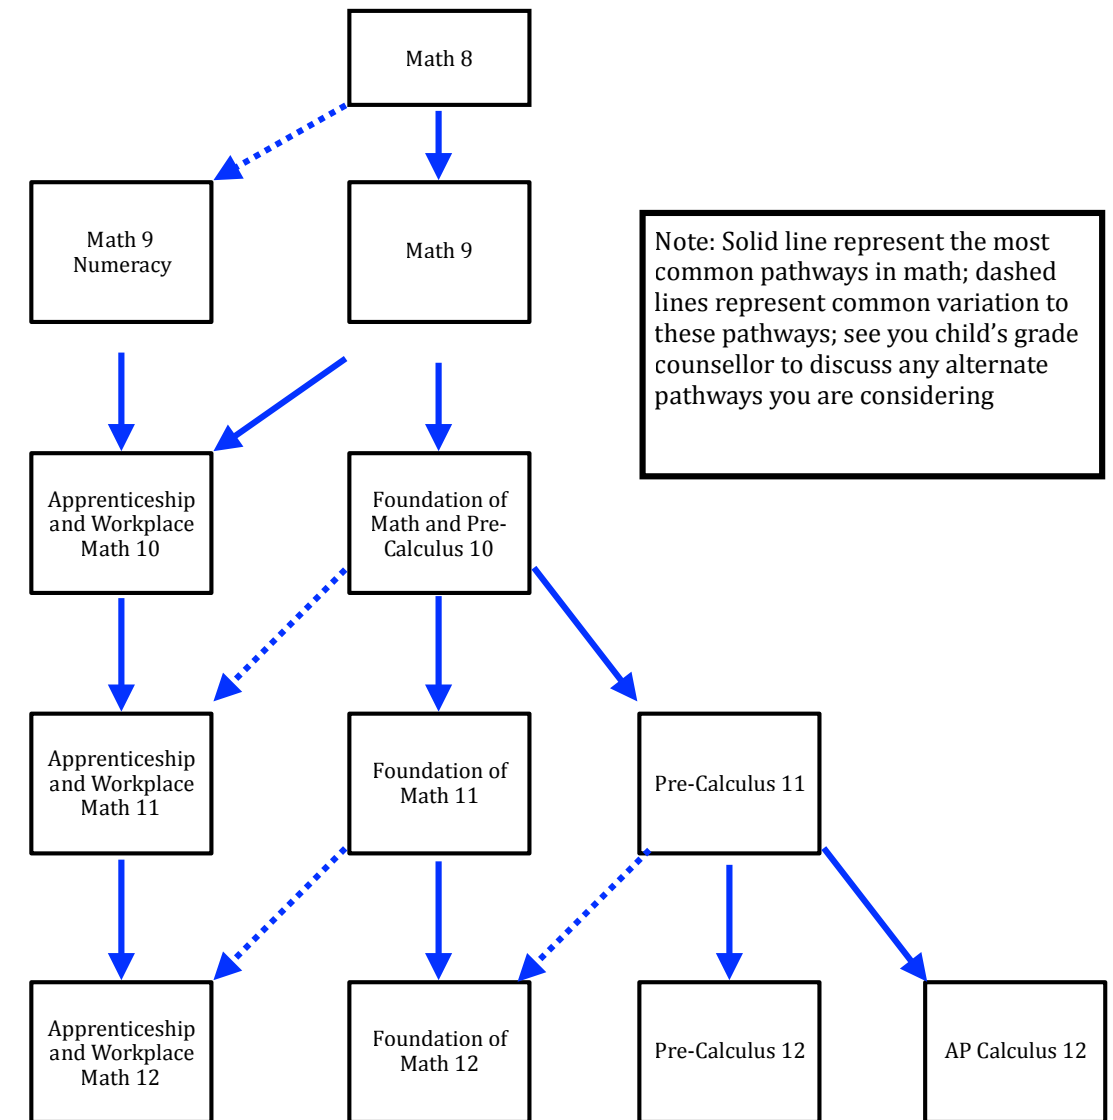 Math 8
Math 9
Numeracy
Math 9
Note: Solid line represent the most
common pathways in math; dashed
lines represent common variation to
these pathways; see you child’s grade
counsellor to discuss any alternate
pathways you are considering
Apprenticeship
and Workplace
Math 10
Foundation of
Math and Pre-
Calculus 10
Apprenticeship
and Workplace
Math 11
Foundation of
Math 11
Pre-Calculus 11
Apprenticeship
and Workplace
Math 12
Foundation of
Math 12
Pre-Calculus 12
AP Calculus 12